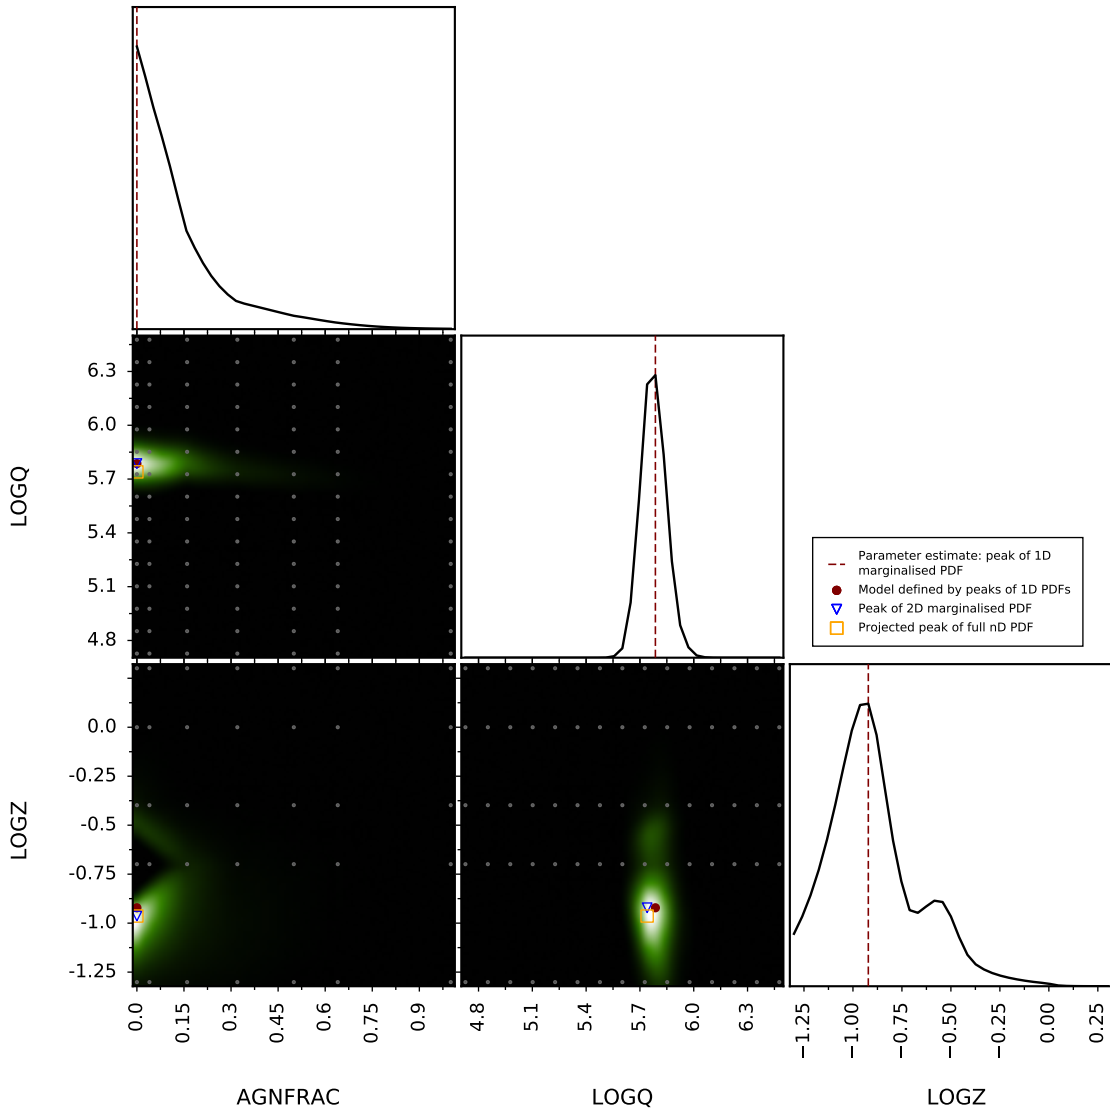 6.3
6.0
5.7
5.4
5.1
4.8
LOGQ
Parameter estimate: peak of 1D
marginalised PDF
Model defined by peaks of 1D PDFs
Peak of 2D marginalised PDF
Projected peak of full nD PDF
0.0
-0.25
-0.5
-0.75
-1.0
-1.25
LOGZ
0.0 0.15 0.3 0.45 0.6 0.75 0.9
4.8 5.1 5.4 5.7 6.0 6.3
−1.25 −1.00 −0.75 −0.50 −0.25 0.00 0.25
AGNFRAC LOGQ LOGZ